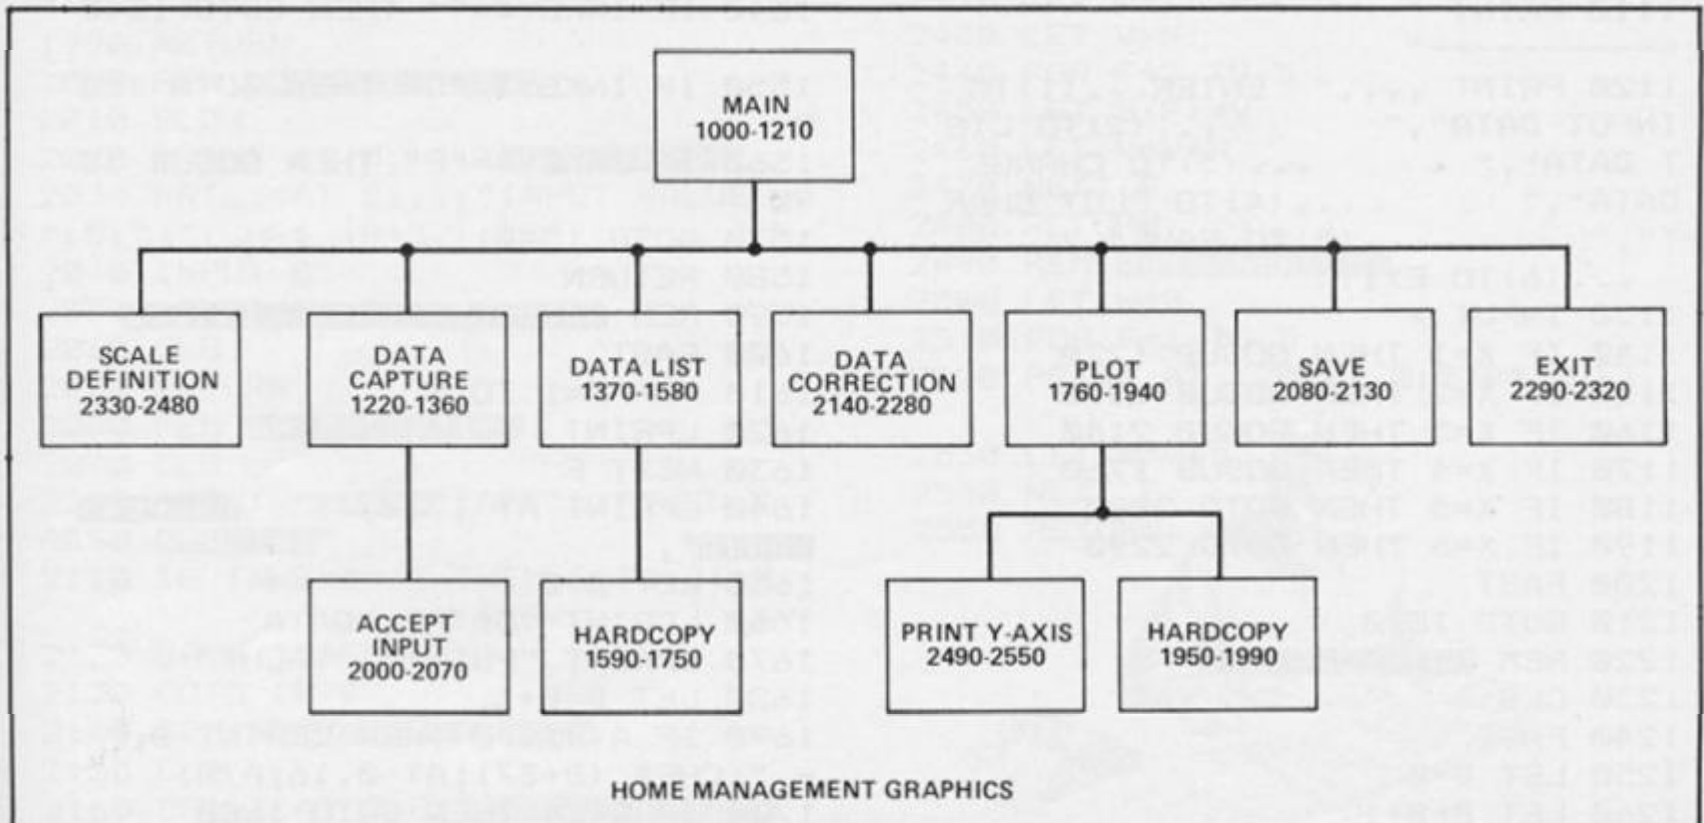 MAIN
1000-1210
SCALE
DEFINITION
2330-2480
DATA
CAPTURE
1220-1360
DATA LIST
1370-1580
DATA
CORRECTION
2140-2280
PLOT
1760-1940
SAVE
2080-2130
EXIT
2290-2320
ACCEPT
INPUT
2000-2070
HARDCOPY
1590-1750
PRINT Y-AXIS
2490-2550
HARDCOPY
1950-1990
HOME MANAGEMENT GRAPHICS